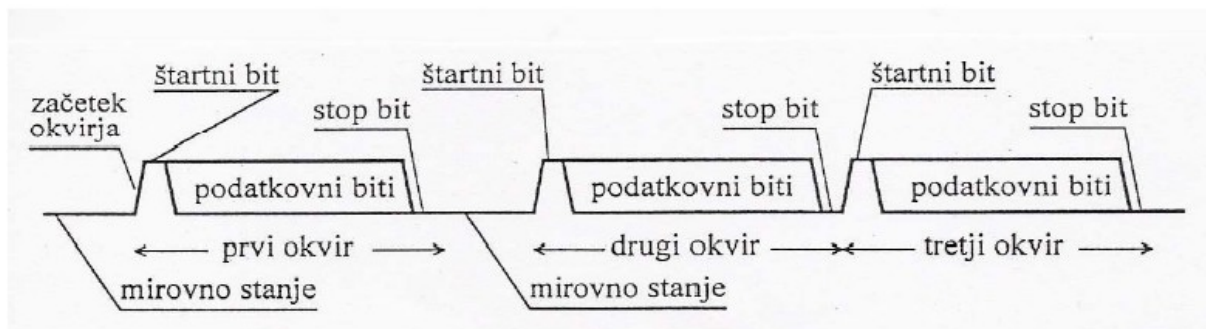 štartni bit
začetek
okvirja
stop bit
štartni bit
stop bit
štartni bit
stop bit
podatkovni biti
podatkovni biti
podatkovni biti
prvi okvir
drugi okvir
tretji okvir
mirovno stanje
mirovno stanje